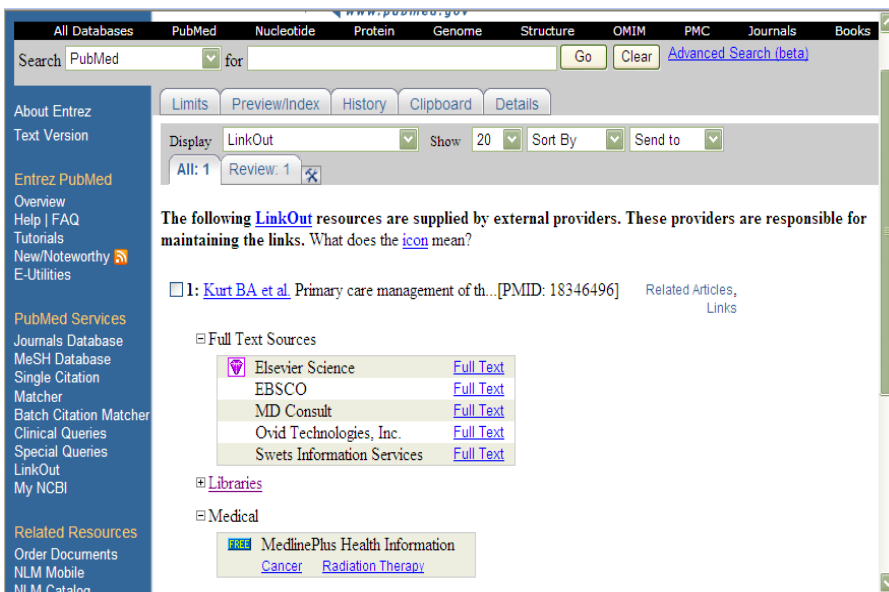 www.pubmed.gov
All Databases PubMed Nucleotide Protein Genome Structure OMIM PMC Journals Books
Search PubMed for Go Clear Advanced Search (beta)
About Entrez
Text Version
Entrez PubMed
Overview
Help | FAQ
Tutorials
New/Noteworthy
E-Utilities
PubMed Services
Journals Database
MeSH Database
Single Citation
Matcher
Batch Citation Matcher
Clinical Queries
Special Queries
LinkOut
My NCBI
Related Resources
Order Documents
NLM Mobile
NLM Catalog
Limits Preview/Index History Clipboard Details
Display LinkOut Show 20 Sort By Send to
All: 1 Review: 1
The following LinkOut resources are supplied by external providers. These providers are responsible for
maintaining the links. What does the icon mean?
1: Kurt BA et al. Primary care management of th...[PMID: 18346496] Related Articles,
Links
Full Text Sources
Elsevier Science Full Text
EBSCO Full Text
MD Consult Full Text
Ovid Technologies, Inc. Full Text
Swets Information Services Full Text
Libraries
Medical
FREE MedlinePlus Health Information
Cancer Radiation Therapy